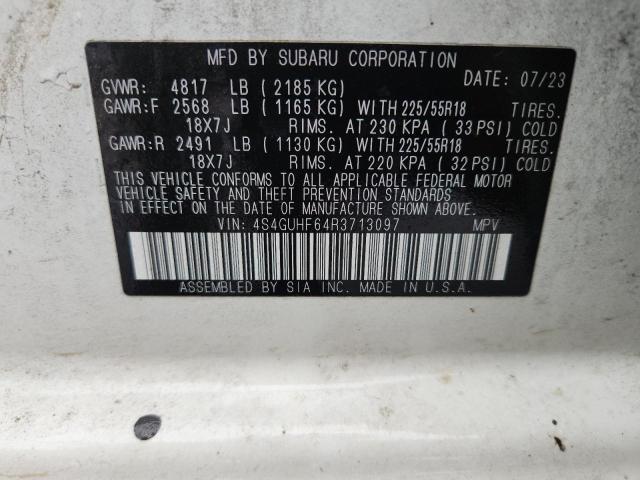 MFD BY SUBARU CORPORATION
GVWR: 4817 LB (2185 KG) DATE: 07/23
GAWR:F 2568 LB (1165 KG) WITH 225/55R18 TIRES.
18X7J RIMS. AT 230 KPA (33 PSI) COLD
GAWR:R 2491 LB (1130 KG) WITH 225/55R18 TIRES.
18X7J RIMS. AT 220 KPA (32 PSI) COLD
THIS VEHICLE CONFORMS TO ALL APPLICABLE FEDERAL MOTOR
VEHICLE SAFETY AND THEFT PREVENTION STANDARDS
IN EFFECT ON THE DATE OF MANUFACTURE SHOWN ABOVE.
VIN: 4S4GUHF64R3713097 MPV
ASSEMBLED BY SIA INC. MADE IN U.S.A.